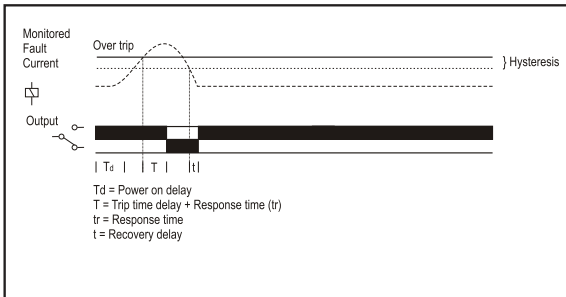 Monitored
Fault
Current
Over trip
} Hysteresis
Output
Td
T
t
Td = Power on delay
T = Trip time delay + Response time (tr)
tr = Response time
t = Recovery delay